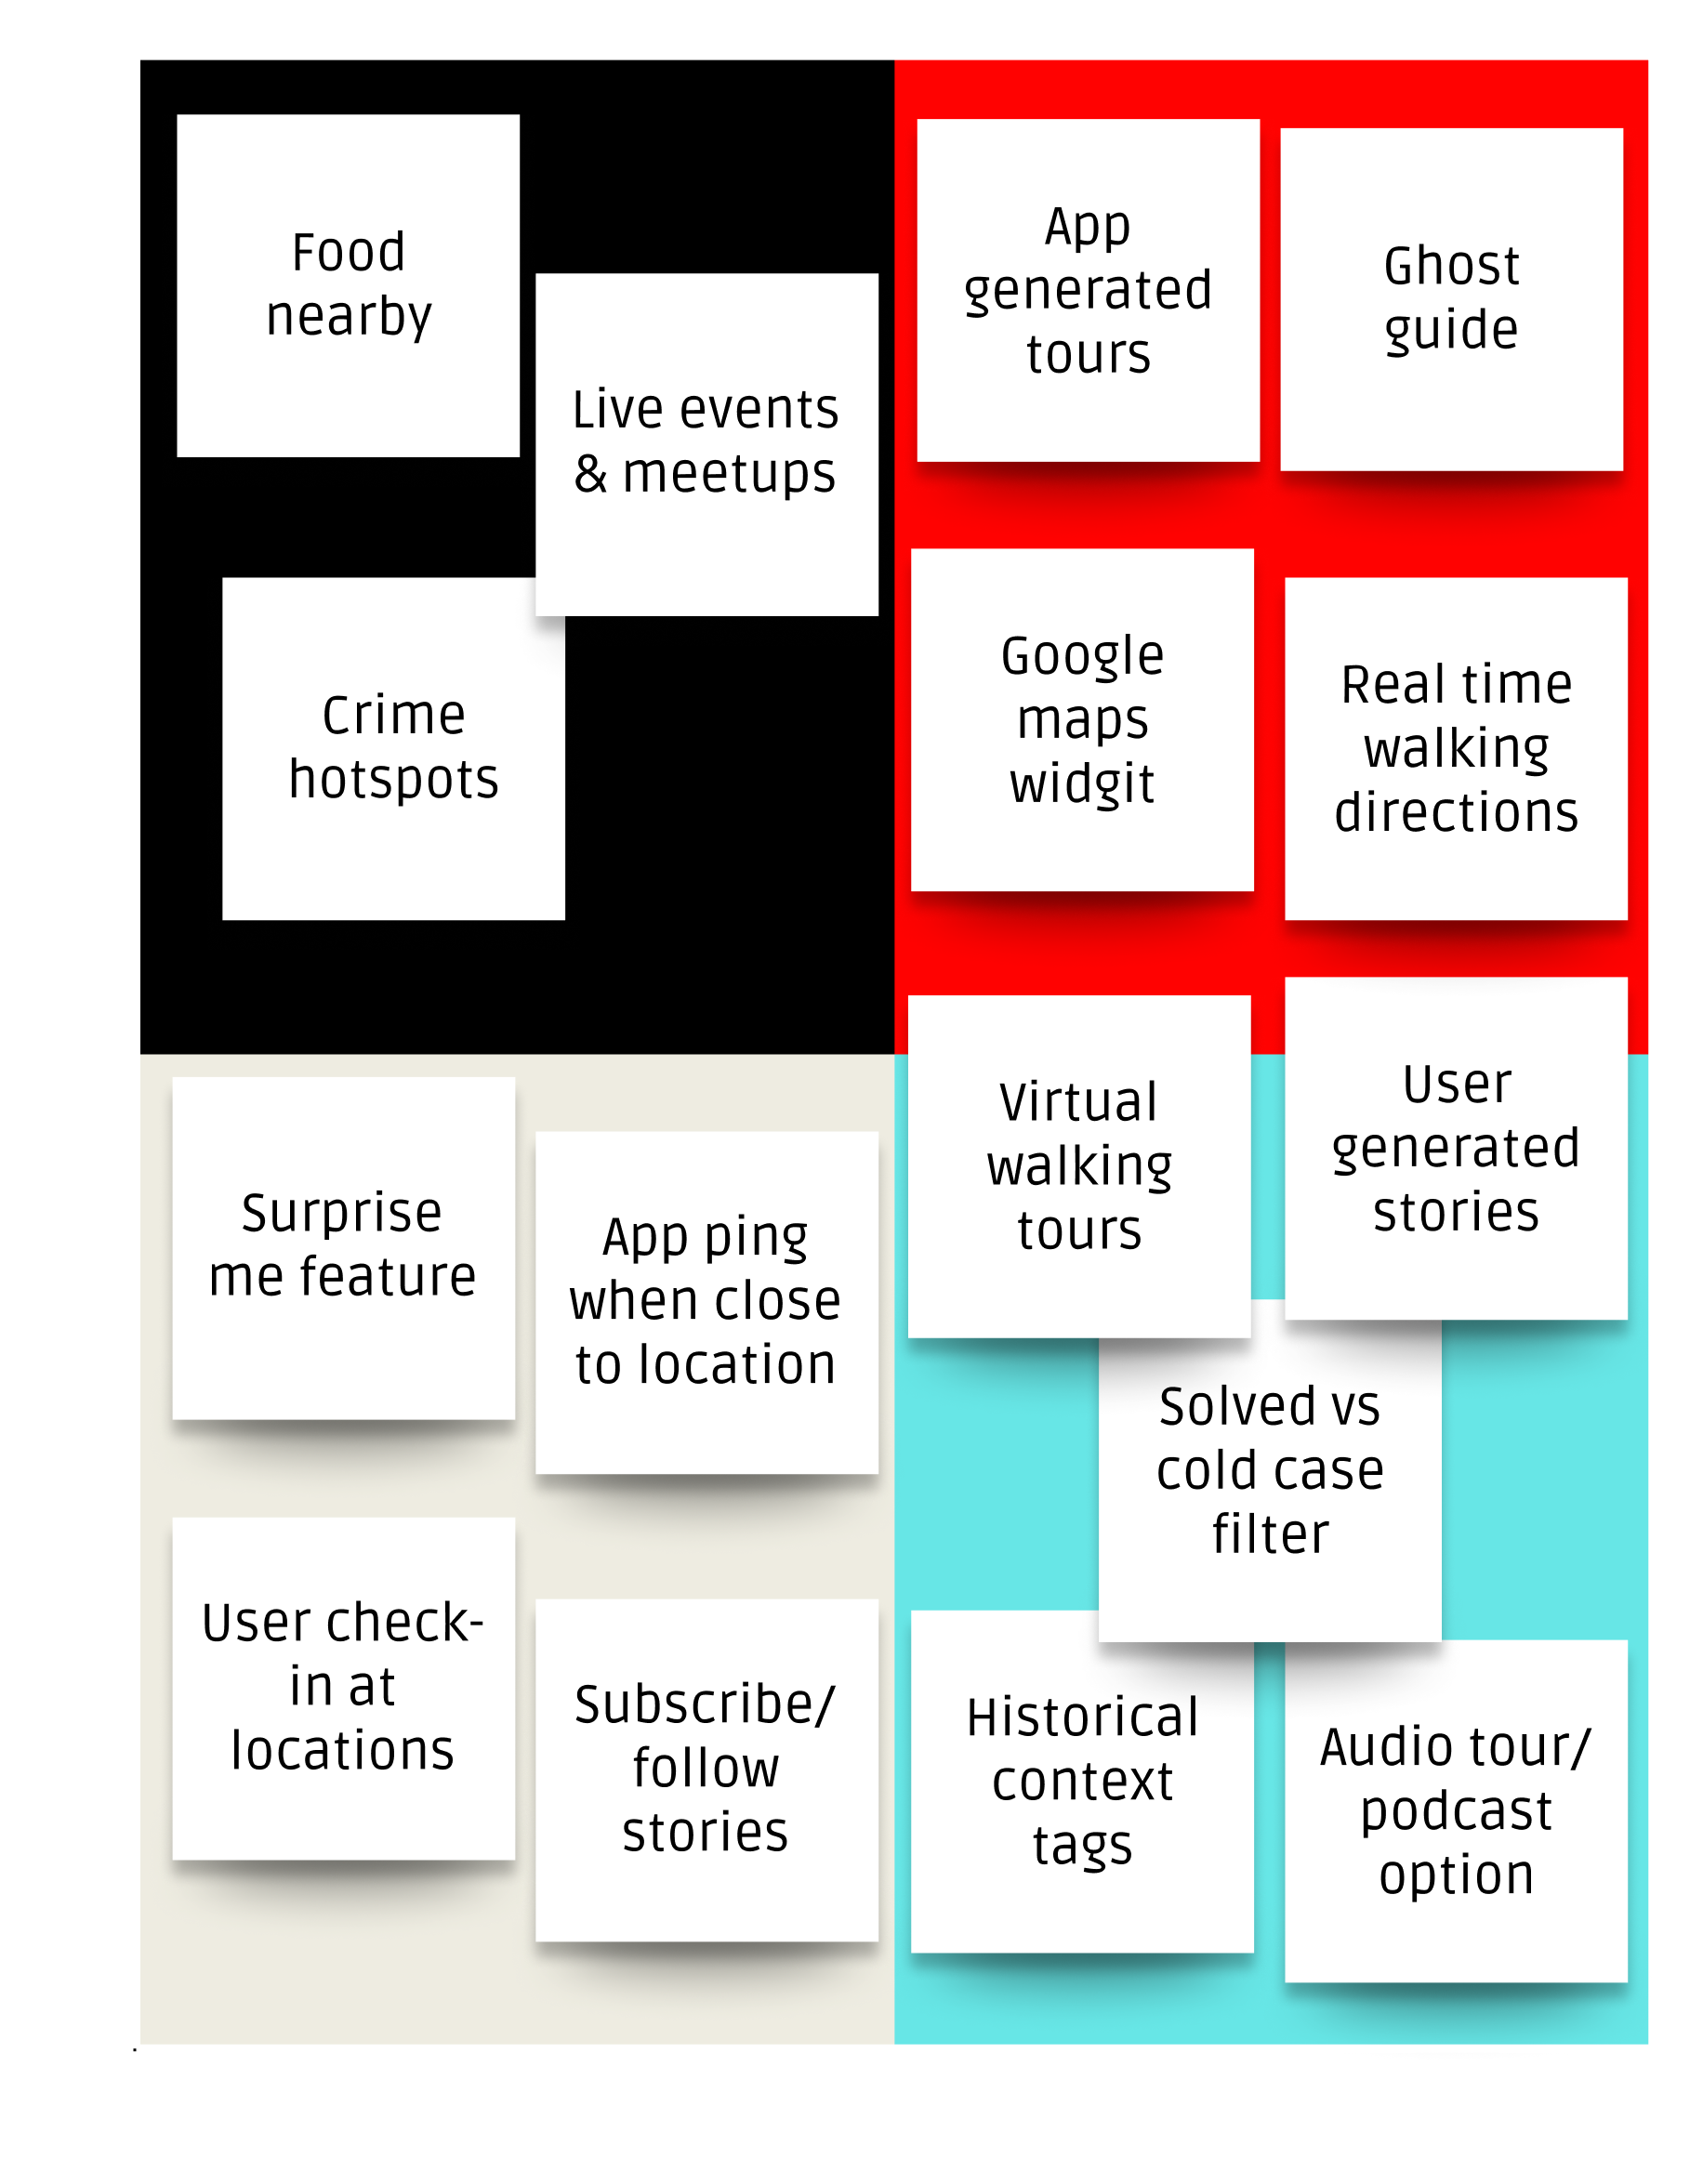 Food
nearby
Live events
& meetups
Crime
hotspots
App
generated
tours
Ghost
guide
Google
maps
widgit
Real time
walking
directions
Surprise
me feature
App ping
when close
to location
User check-
in at
locations
Subscribe/
follow
stories
Virtual
walking
tours
User
generated
stories
Solved vs
cold case
filter
Historical
context
tags
Audio tour/
podcast
option
.